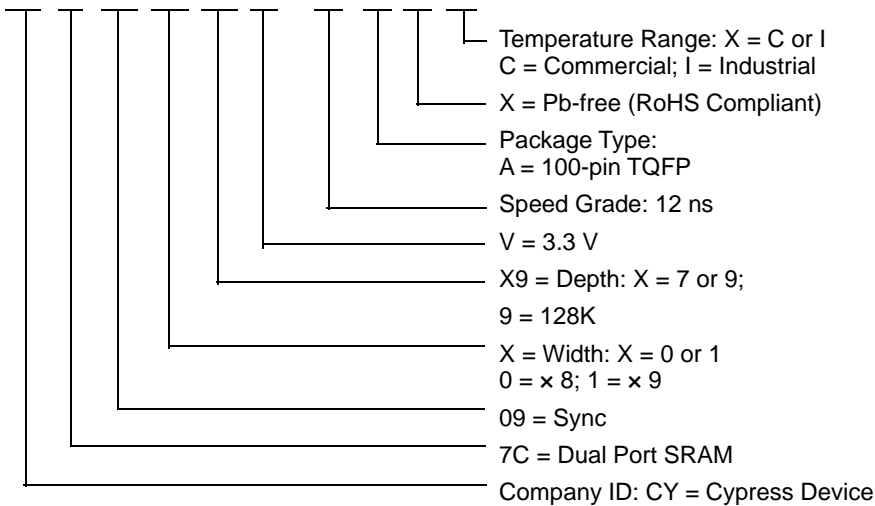 Temperature Range: X = C or I
C = Commercial; I = Industrial
X = Pb-free (RoHS Compliant)
Package Type:
A = 100-pin TQFP
Speed Grade: 12 ns
V = 3.3 V
X9 = Depth: X = 7 or 9;
9 = 128K
X = Width: X = 0 or 1
0 = × 8; 1 = × 9
09 = Sync
7C = Dual Port SRAM
Company ID: CY = Cypress Device